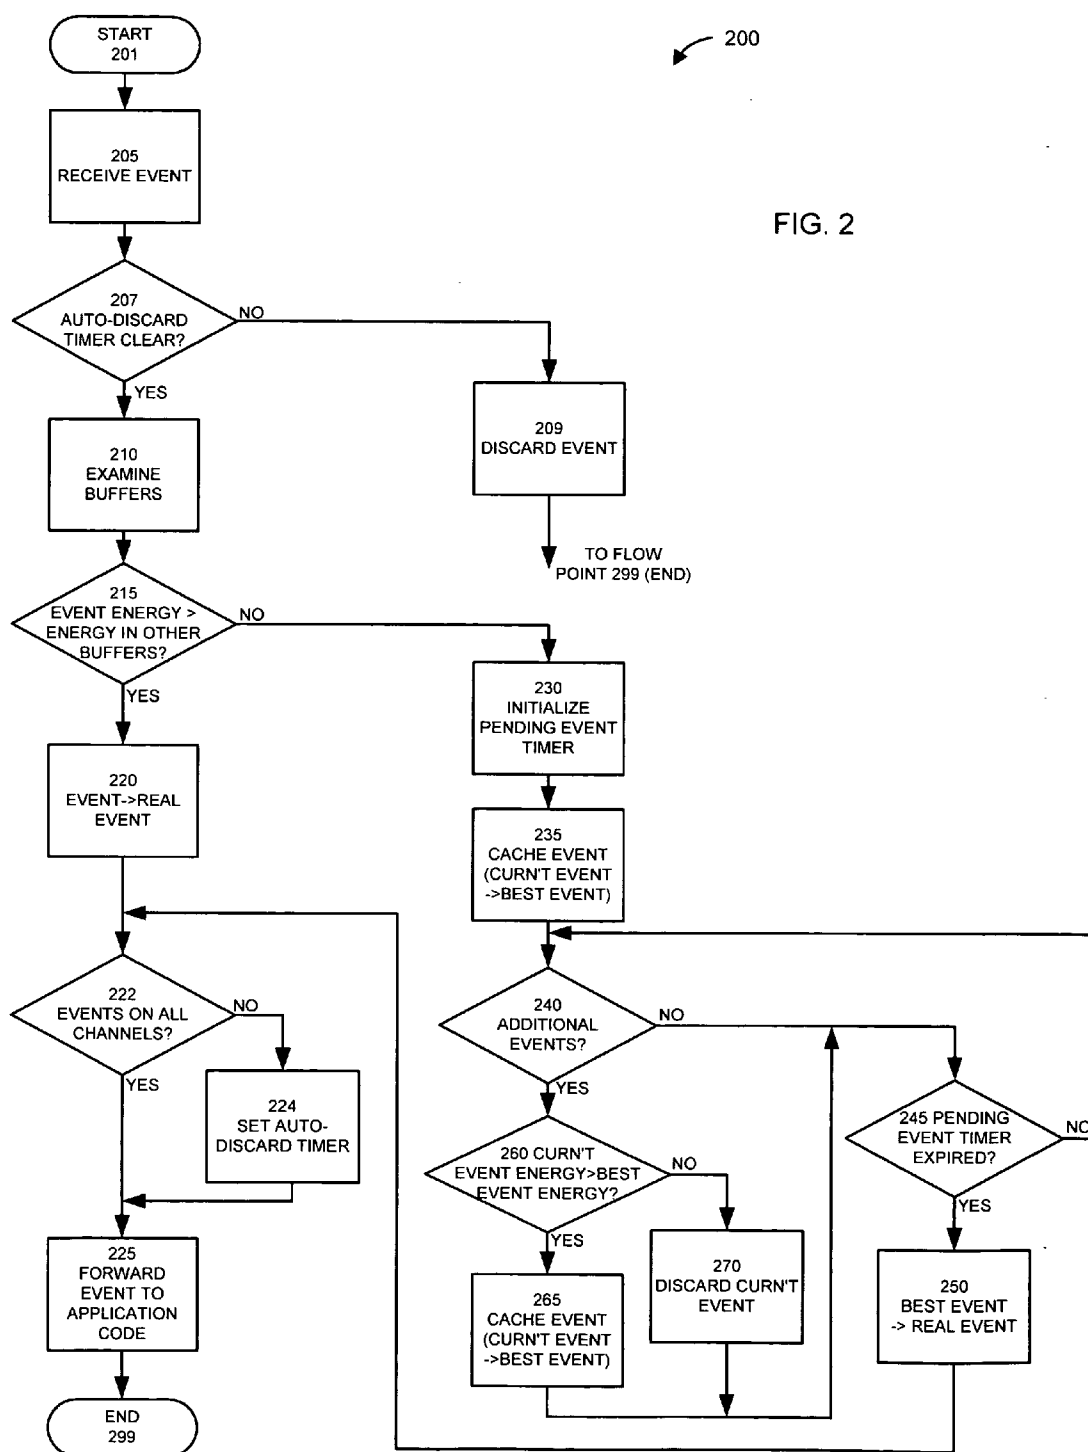 START
201
200
205
RECEIVE EVENT
FIG. 2
207
AUTO-DISCARD
TIMER CLEAR?
NO
YES
209
DISCARD EVENT
210
EXAMINE
BUFFERS
TO FLOW
POINT 299 (END)
215
EVENT ENERGY >
ENERGY IN OTHER
BUFFERS?
NO
YES
230
INITIALIZE
PENDING EVENT
TIMER
220
EVENT->REAL
EVENT
235
CACHE EVENT
(CURN'T EVENT
->BEST EVENT)
222
EVENTS ON ALL
CHANNELS?
NO
YES
240
ADDITIONAL
EVENTS?
NO
YES
224
SET AUTO-
DISCARD TIMER
245 PENDING
EVENT TIMER
EXPIRED?
NO
YES
260 CURN'T
EVENT ENERGY>BEST
EVENT ENERGY?
NO
YES
225
FORWARD
EVENT TO
APPLICATION
CODE
270
DISCARD CURN'T
EVENT
265
CACHE EVENT
(CURN'T EVENT
->BEST EVENT)
250
BEST EVENT
-> REAL EVENT
END
299